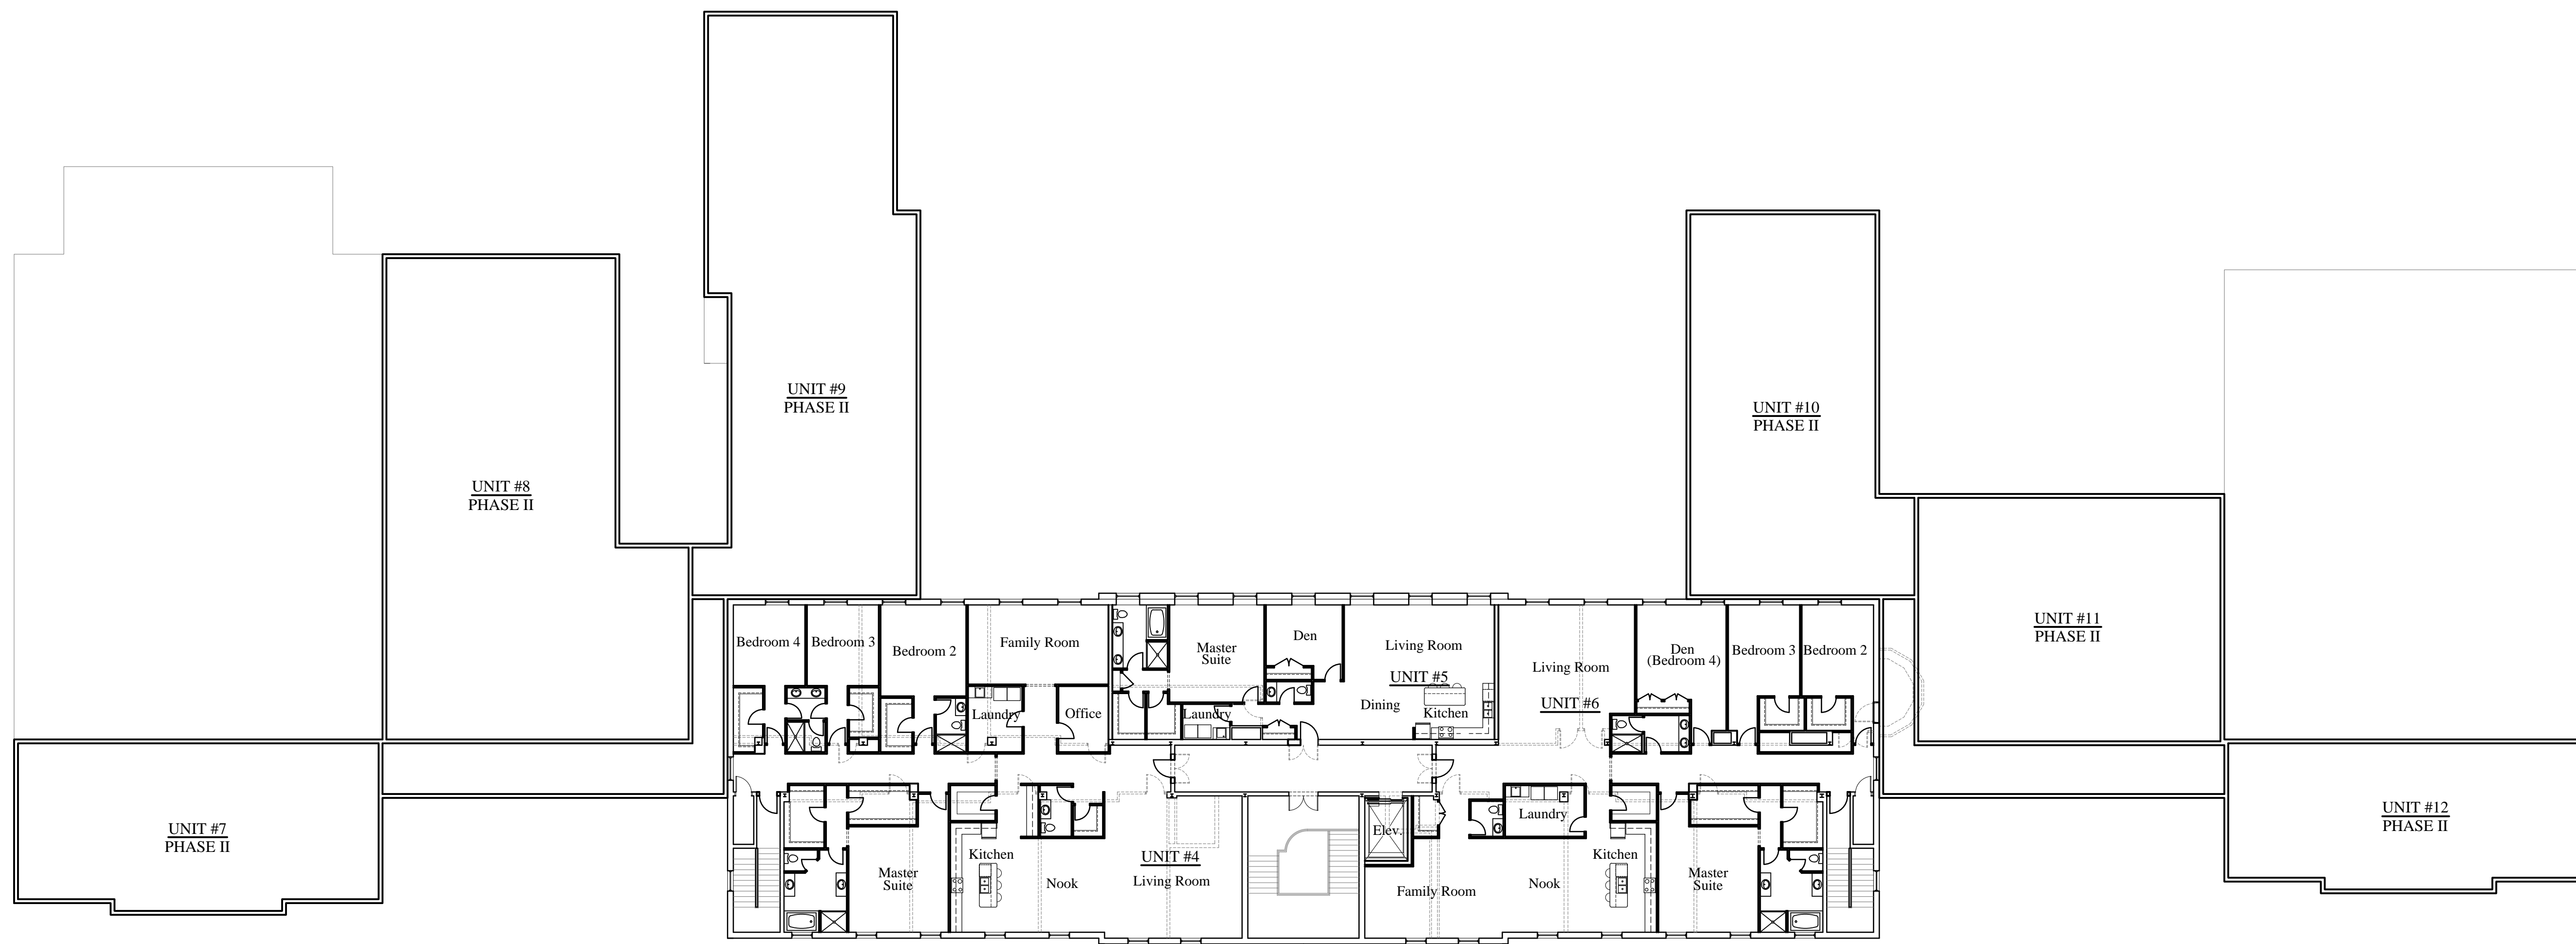 UNIT #9
PHASE II
UNIT #10
PHASE II
UNIT #8
PHASE II
UNIT #11
PHASE II
Bedroom 4
Bedroom 3
Bedroom 2
Family Room
Master
Suite
Den
Living Room
UNIT #5
Dining
Kitchen
Laundry
Living Room
UNIT #6
Den
(Bedroom 4)
Bedroom 3
Bedroom 2
Laundry
Office
UNIT #7
PHASE II
Master
Suite
Kitchen
Nook
UNIT #4
Living Room
Elev.
Family Room
Nook
Laundry
Kitchen
Master
Suite
UNIT #12
PHASE II